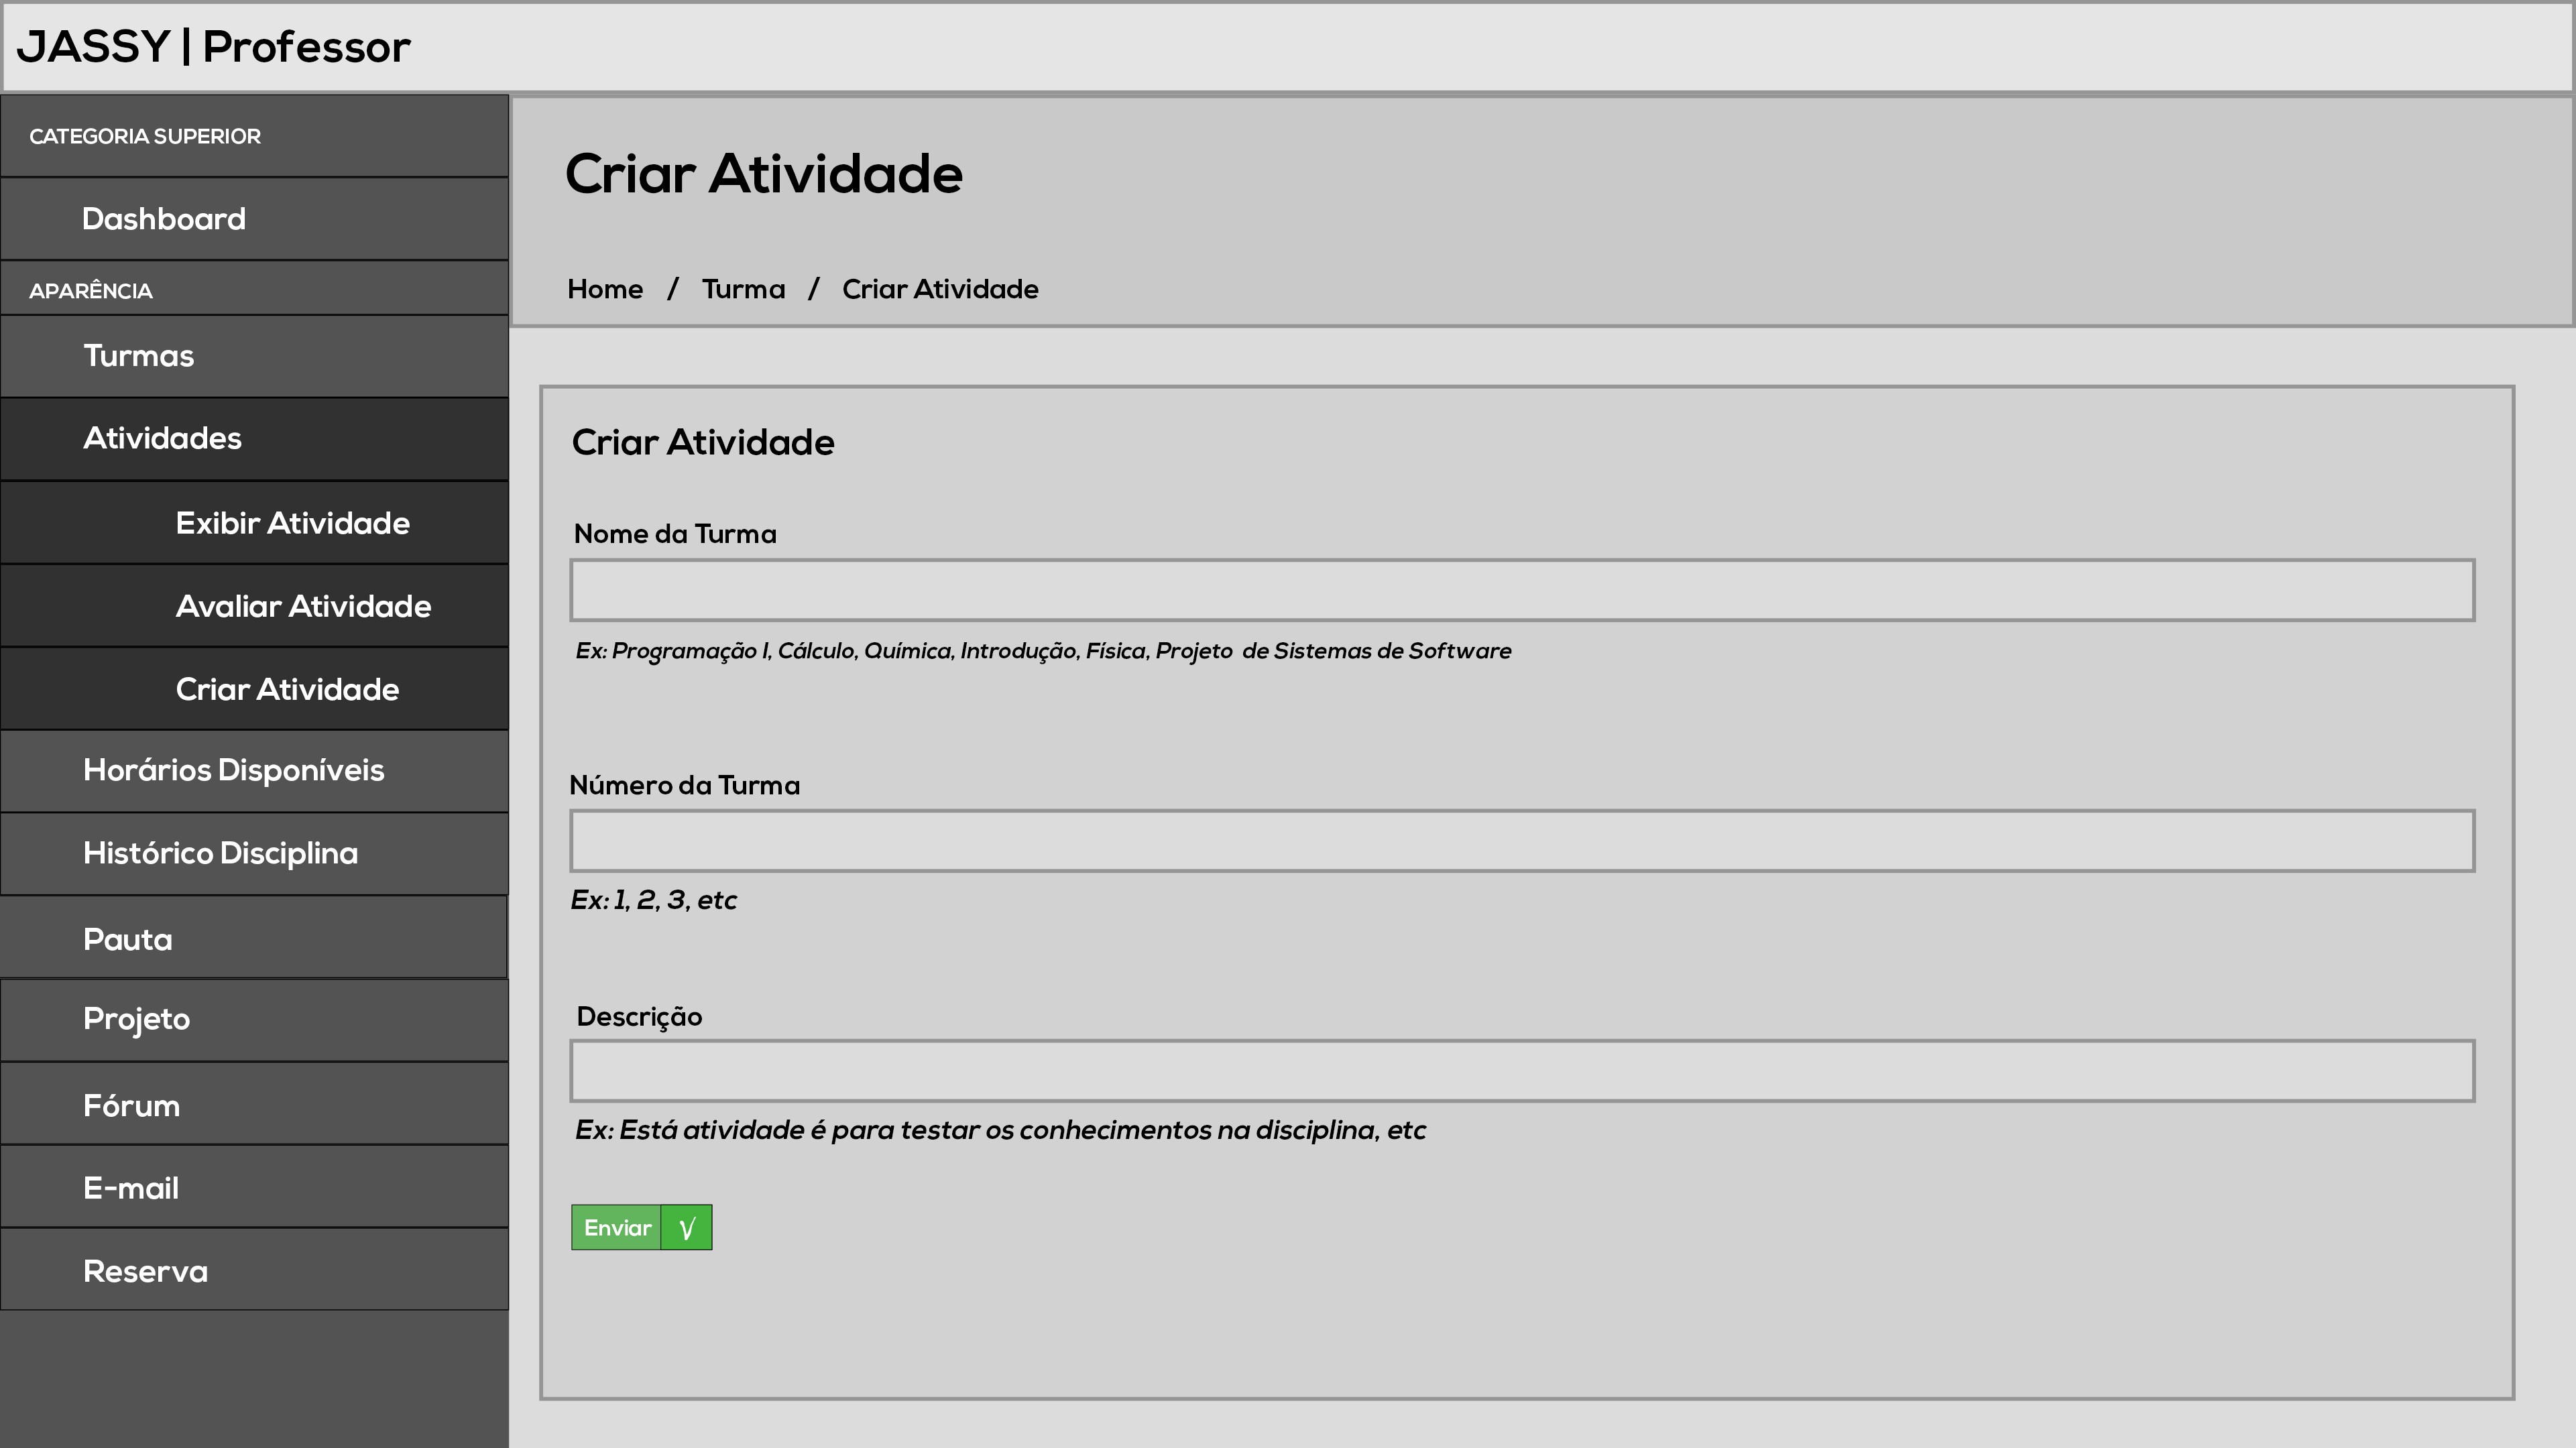 JASSY | Professor
CATEGORIA SUPERIOR
Dashboard
APARÊNCIA
Turmas
Atividades
Exibir Atividade
Avaliar Atividade
Criar Atividade
Horários Disponíveis
Histórico Disciplina
Pauta
Projeto
Fórum
E-mail
Reserva
Criar Atividade
Home / Turma / Criar Atividade
Criar Atividade
Nome da Turma
Ex: Programação I, Cálculo, Química, Introdução, Física, Projeto de Sistemas de Software
Número da Turma
Ex: 1, 2, 3, etc
Descrição
Ex: Está atividade é para testar os conhecimentos na disciplina, etc
Enviar √